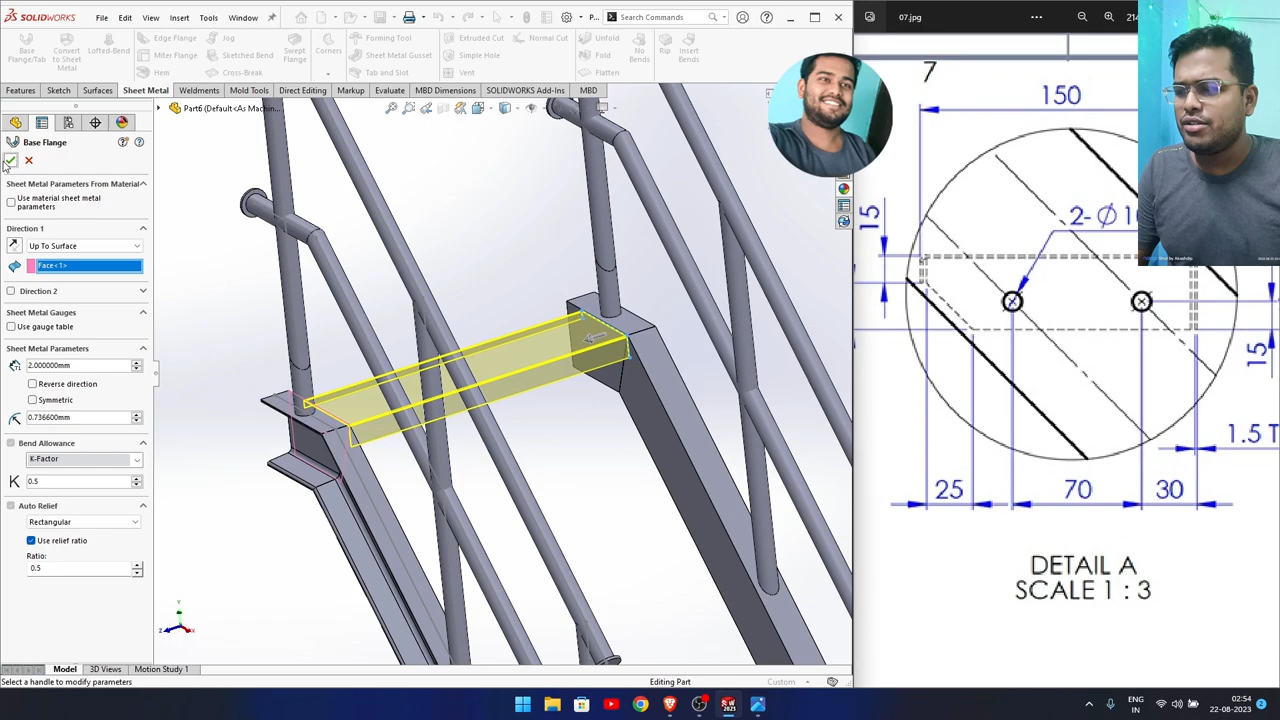 SOLIDWORKS
File
Edit
View
Insert
Tools
Window
P...
Search Commands
07.jpg
Base
Flange/Tab
Convert
to Sheet
Metal
Lofted-Bend
Edge Flange
Miter Flange
Hem
Jog
Sketched Bend
Cross-Break
Swept
Flange
Corners
Forming Tool
Sheet Metal Gusset
Tab and Slot
Extruded Cut
Normal Cut
Simple Hole
Vent
Unfold
Fold
Flatten
No
Bends
Rip
Insert
Bends
Features
Sketch
Surfaces
Sheet Metal
Weldments
Mold Tools
Direct Editing
Markup
Evaluate
MBD Dimensions
SOLIDWORKS Add-Ins
MBD
Part6 (Default<As Machin...
Base Flange
Sheet Metal Parameters From Material
Use material sheet metal
parameters
Direction 1
Up To Surface
Face<1>
Direction 2
Sheet Metal Gauges
Use gauge table
Sheet Metal Parameters
2.000000mm
Reverse direction
Symmetric
0.736600mm
Bend Allowance
K-Factor
K
0.5
Auto Relief
Rectangular
Use relief ratio
Ratio:
0.5
Y
Z
X
Model
3D Views
Motion Study 1
Select a handle to modify parameters
Editing Part
Custom
7
150
15
2-∅ 10
15
1.5 T
25
70
30
DETAIL A
SCALE 1 : 3
ENG
IN
02:54
22-08-2023